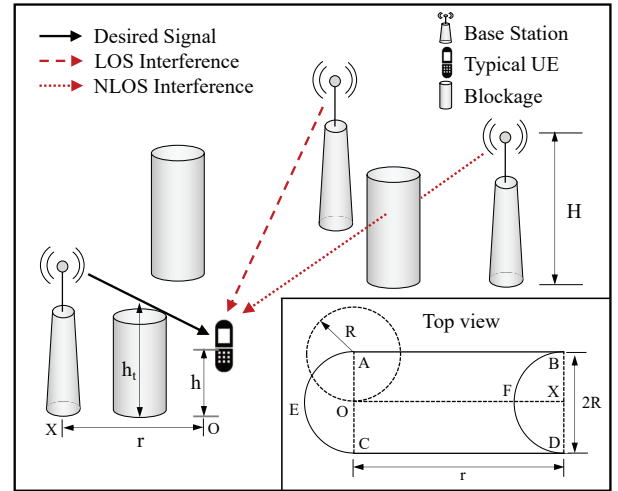 Desired Signal
LOS Interference
NLOS Interference
Base Station
Typical UE
Blockage
H
h_t
h
X
r
O
Top view
R
A
B
E
O
F
X
2R
C
D
r